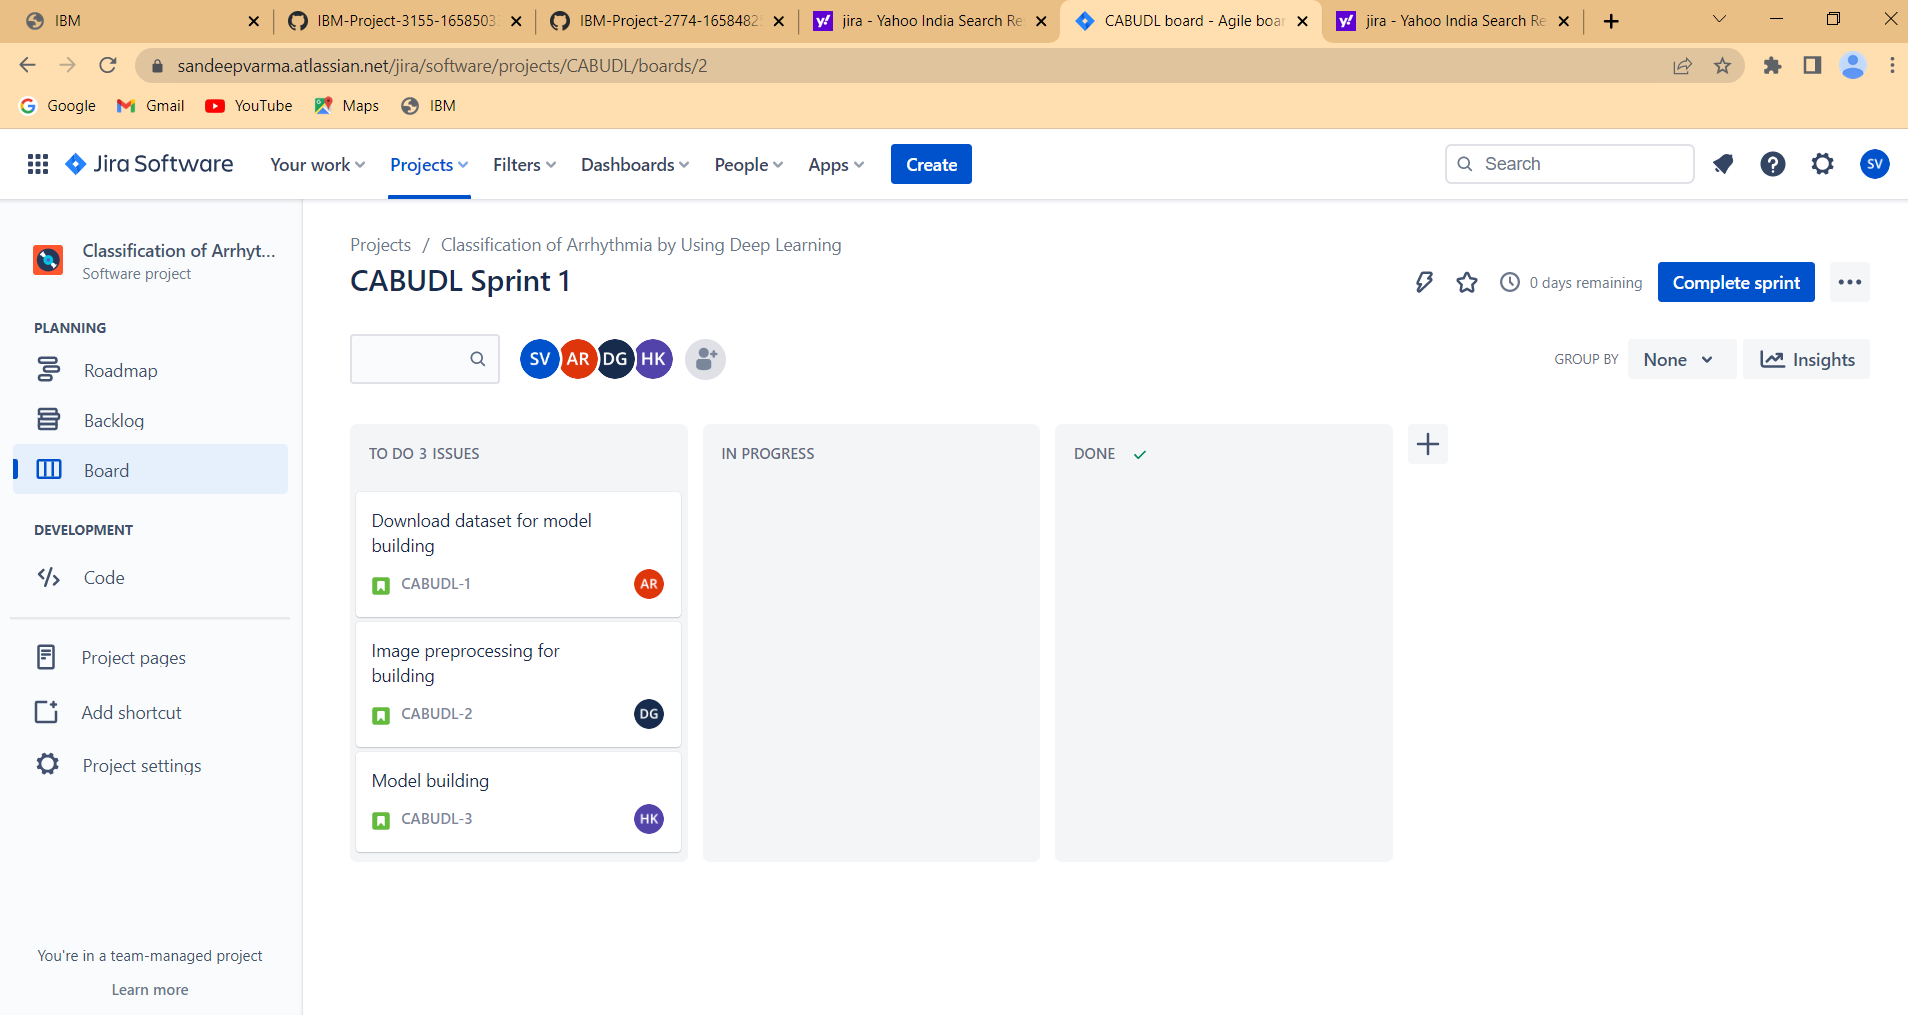 IBM
IBM-Project-3155-1658503
IBM-Project-2774-1658482
jira - Yahoo India Search Re
CABUDL board - Agile boar
jira - Yahoo India Search Re
sandeepvarma.atlassian.net/jira/software/projects/CABUDL/boards/2
Google
Gmail
YouTube
Maps
IBM
Jira Software
Your work
Projects
Filters
Dashboards
People
Apps
Create
Search
SV
Classification of Arrhyt...
Software project
PLANNING
Roadmap
Backlog
Board
DEVELOPMENT
Code
Project pages
Add shortcut
Project settings
You're in a team-managed project
Learn more
Projects / Classification of Arrhythmia by Using Deep Learning
CABUDL Sprint 1
0 days remaining
Complete sprint
SV AR DG HK
GROUP BY
None
Insights
TO DO 3 ISSUES
Download dataset for model
building
CABUDL-1
AR
Image preprocessing for
building
CABUDL-2
DG
Model building
CABUDL-3
HK
IN PROGRESS
DONE